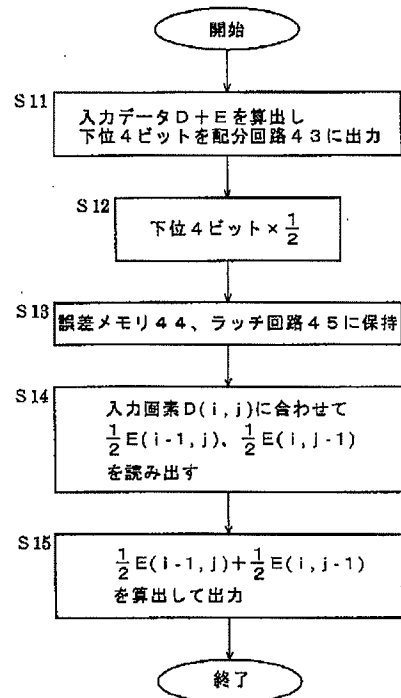 開始
S11
入力データD+Eを算出し
下位4ビットを配分回路43に出力
S12
下位4ビット×1/2
S13
誤差メモリ44、ラッチ回路45に保持
S14
入力画素D(i,j)に合わせて
1/2E(i-1,j)、1/2E(i,j-1)
を読み出す
S15
1/2E(i-1,j)+1/2E(i,j-1)
を算出して出力
終了